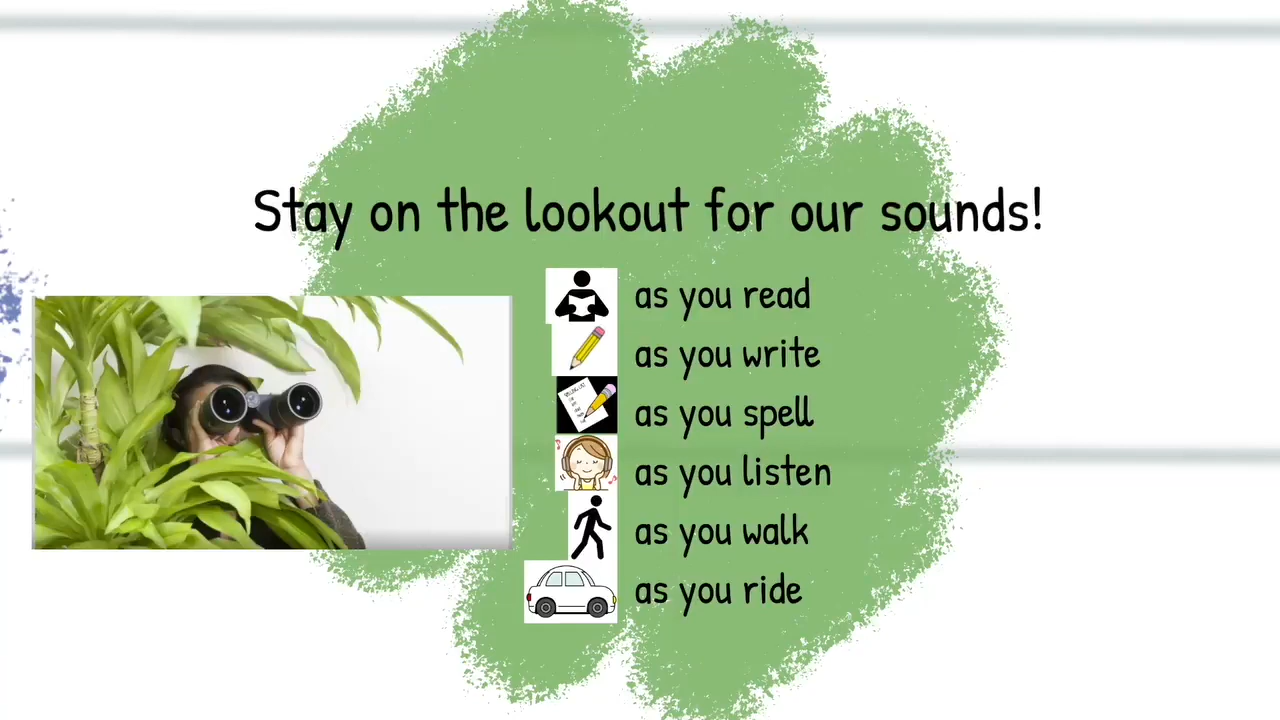 Stay on the lookout for our sounds!
as you read
as you write
as you spell
as you listen
as you walk
as you ride